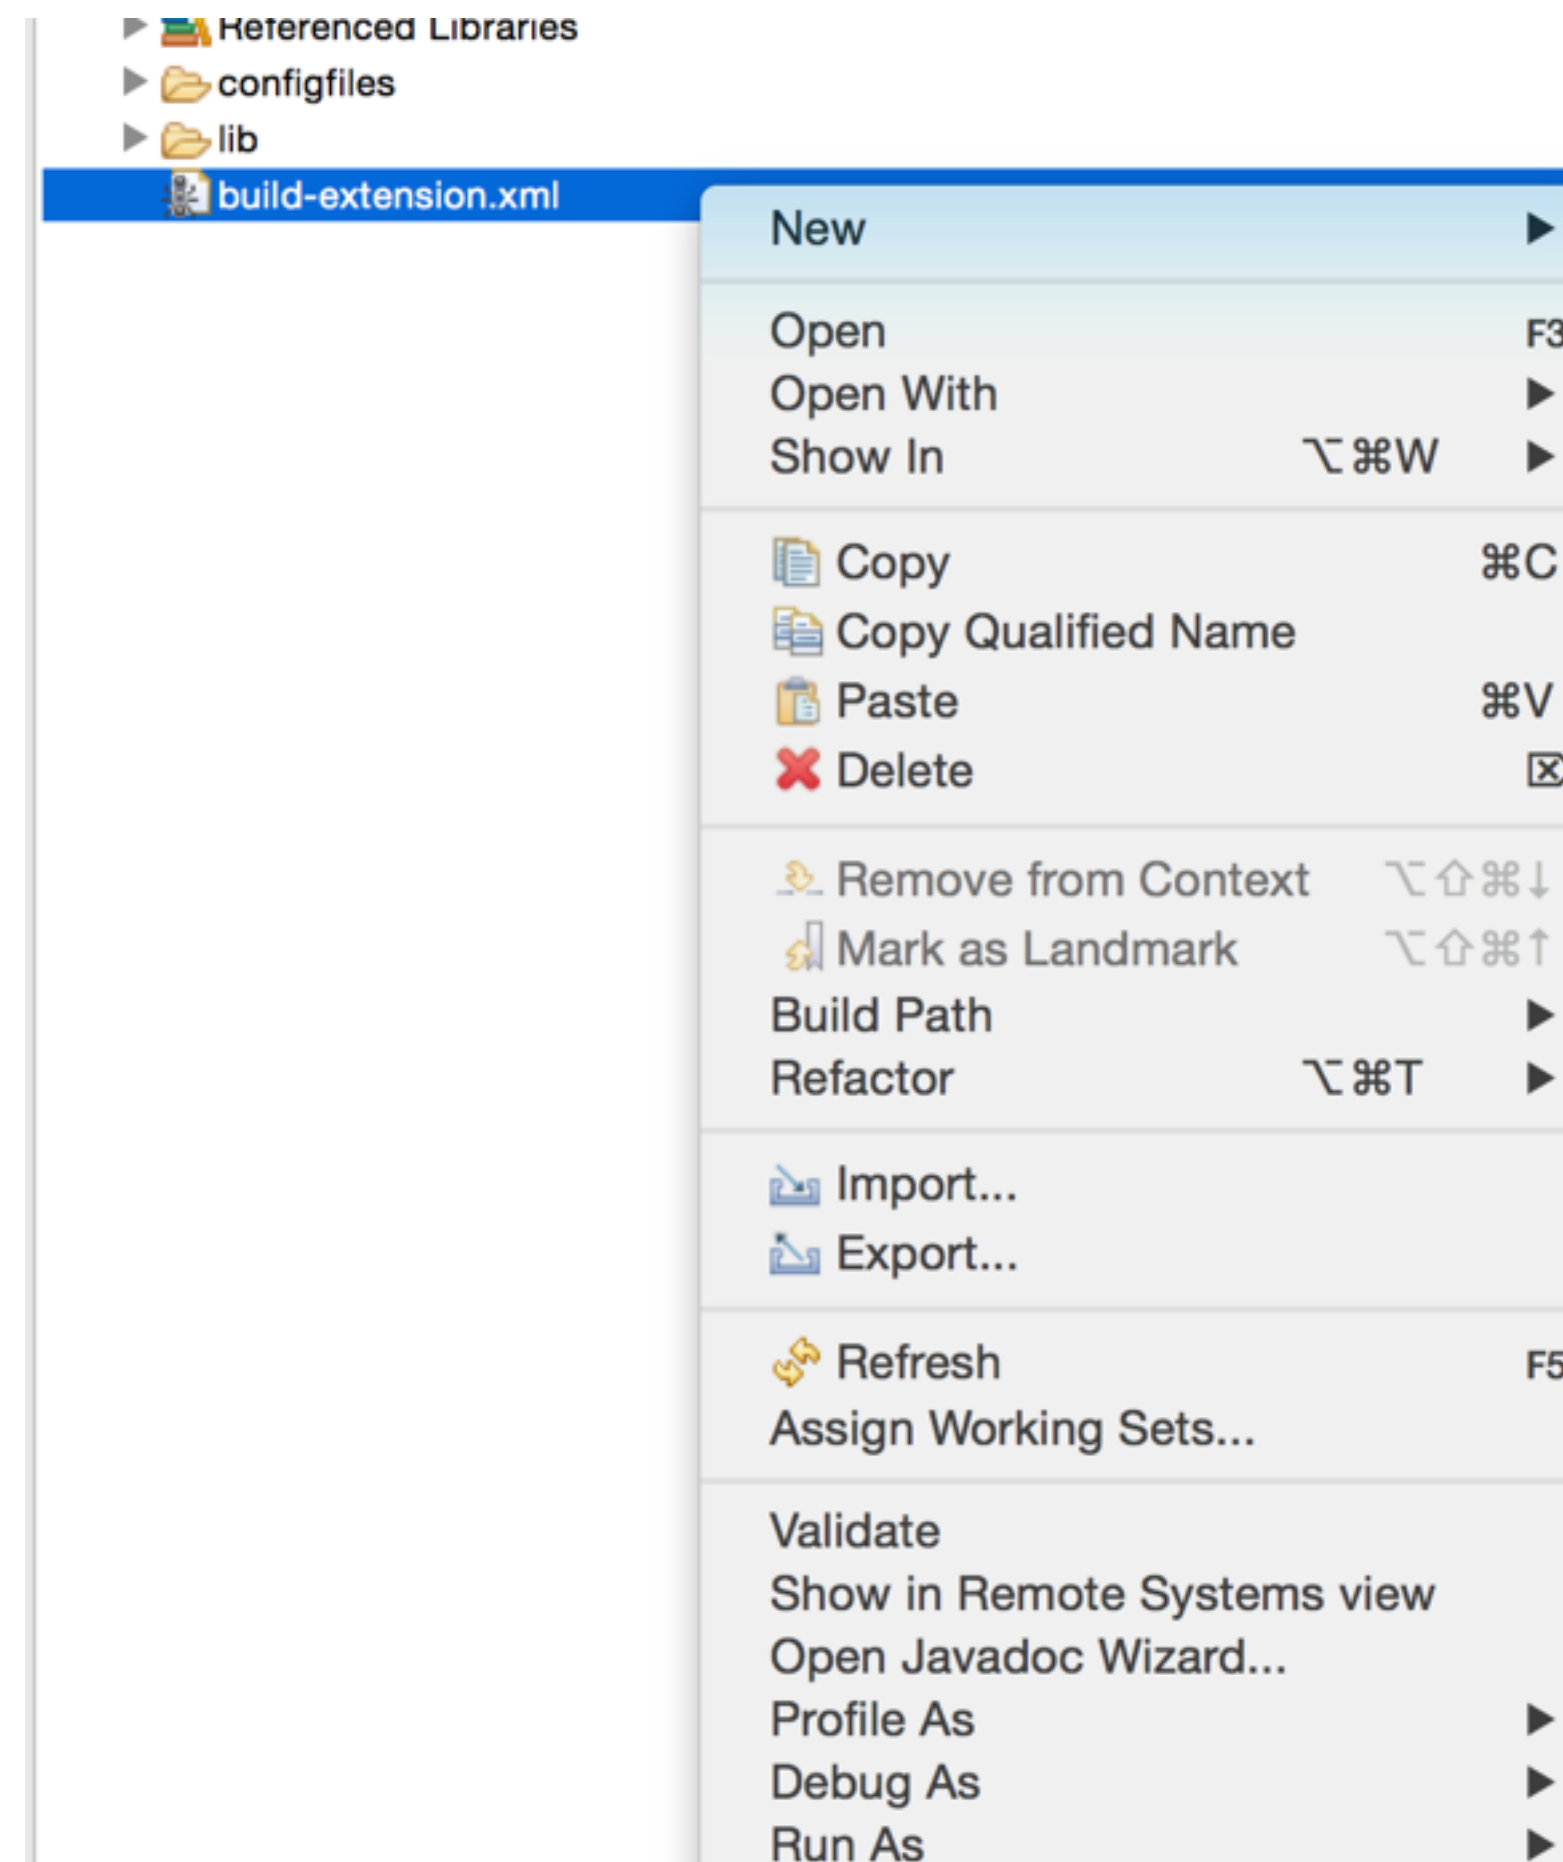 Referenced Libraries
configfiles
lib
build-extension.xml
New
Open F3
Open With
Show In ⌥⌘W
Copy ⌘C
Copy Qualified Name
Paste ⌘V
Delete ⌦
Remove from Context ⌥⇧⌘↓
Mark as Landmark ⌥⇧⌘↑
Build Path
Refactor ⌥⌘T
Import...
Export...
Refresh F5
Assign Working Sets...
Validate
Show in Remote Systems view
Open Javadoc Wizard...
Profile As
Debug As
Run As